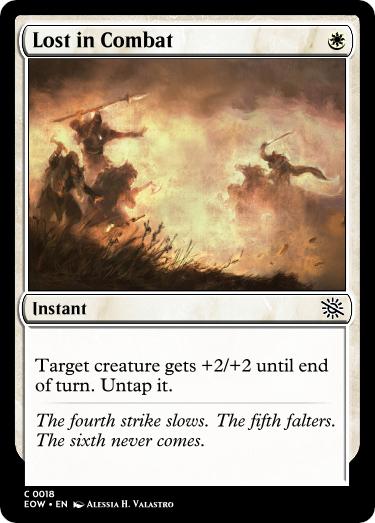 Lost in Combat
Instant
Target creature gets +2/+2 until end
of turn. Untap it.
The fourth strike slows. The fifth falters.
The sixth never comes.
C 0018
EOW • EN Alessia H. Valastro